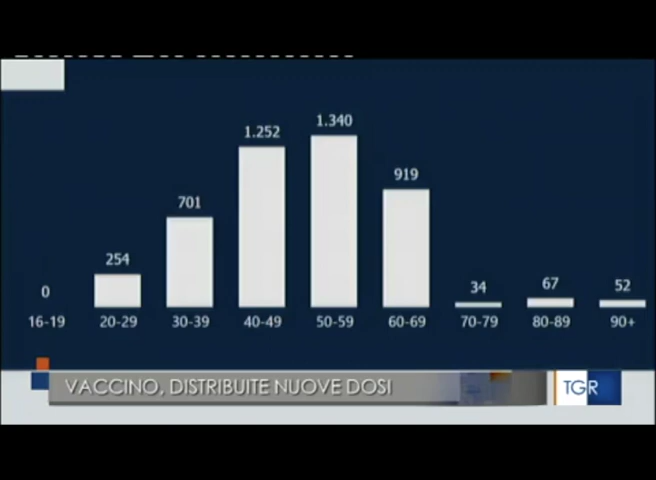 1.340
1.252
919
701
254
0 34 67 52
16-19 20-29 30-39 40-49 50-59 60-69 70-79 80-89 90+
VACCINO, DISTRIBUITE NUOVE DOSI
TGR